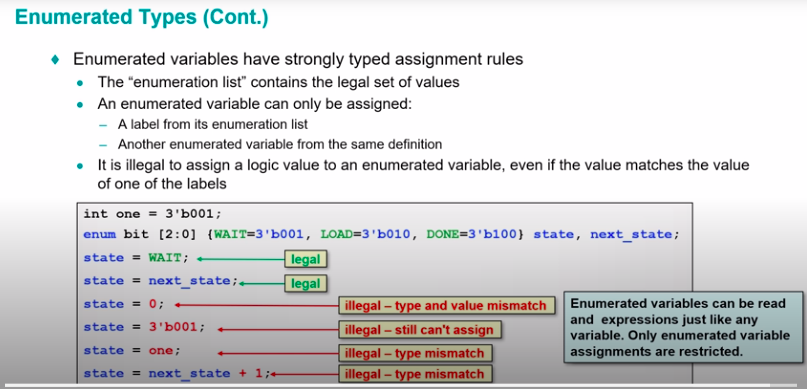 Enumerated Types (Cont.)
♦ Enumerated variables have strongly typed assignment rules
• The “enumeration list” contains the legal set of values
• An enumerated variable can only be assigned:
– A label from its enumeration list
– Another enumerated variable from the same definition
• It is illegal to assign a logic value to an enumerated variable, even if the value matches the value
of one of the labels
int one = 3'b001;
enum bit [2:0] {WAIT=3'b001, LOAD=3'b010, DONE=3'b100} state, next_state;
state = WAIT; legal
state = next_state; legal
state = 0; illegal – type and value mismatch
state = 3'b001; illegal – still can't assign
state = one; illegal – type mismatch
state = next_state + 1; illegal – type mismatch
Enumerated variables can be read
and expressions just like any
variable. Only enumerated variable
assignments are restricted.